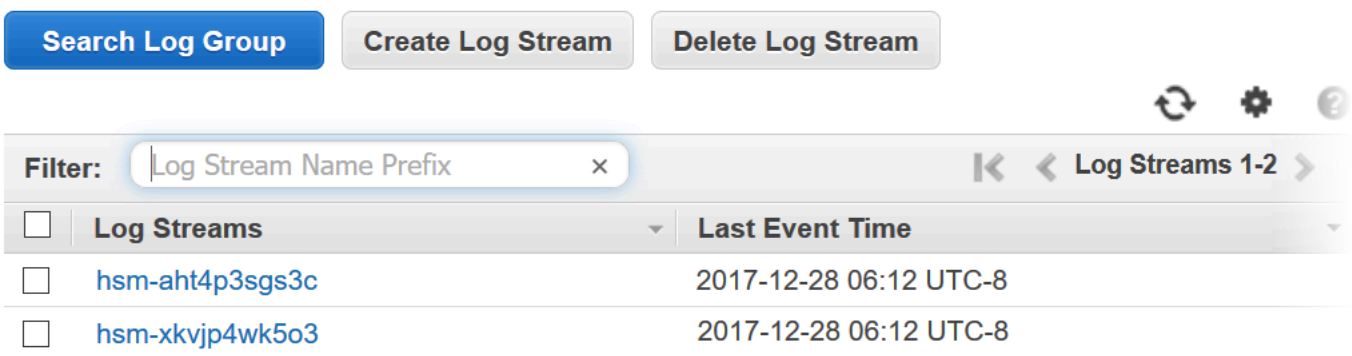 Search Log Group Create Log Stream Delete Log Stream
Filter: Log Stream Name Prefix × Log Streams 1-2
Log Streams Last Event Time
hsm-aht4p3sgs3c 2017-12-28 06:12 UTC-8
hsm-xkvjp4wk5o3 2017-12-28 06:12 UTC-8